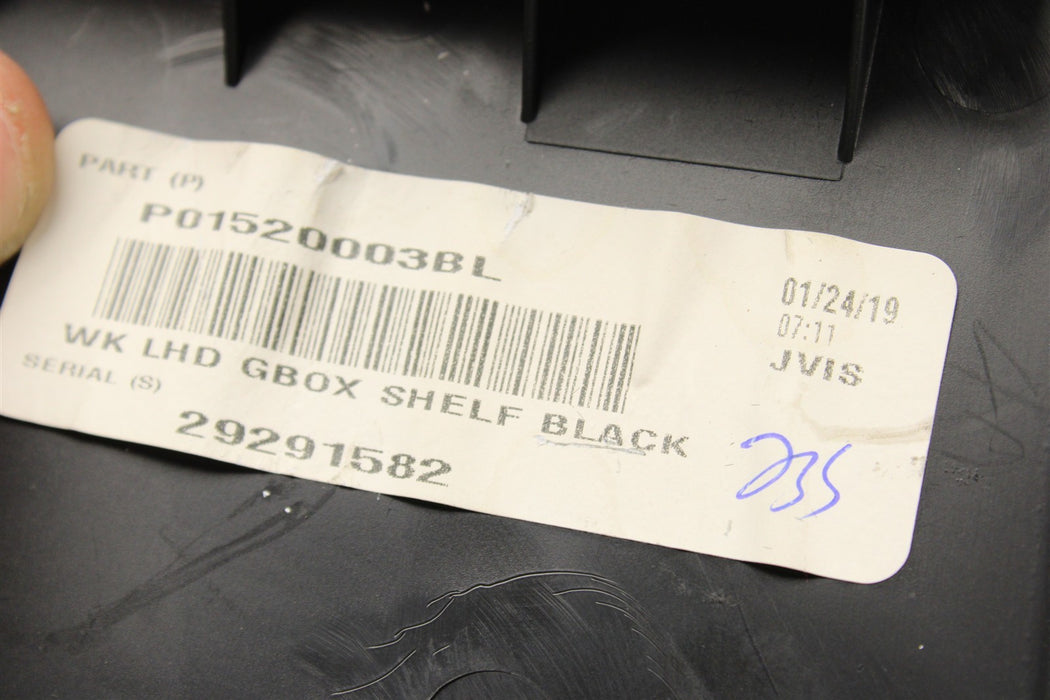 PART (P)
P01520003BL
WK LHD GBOX SHELF BLACK
SERIAL (S)
29291582
01/24/19
07:11
JVIS